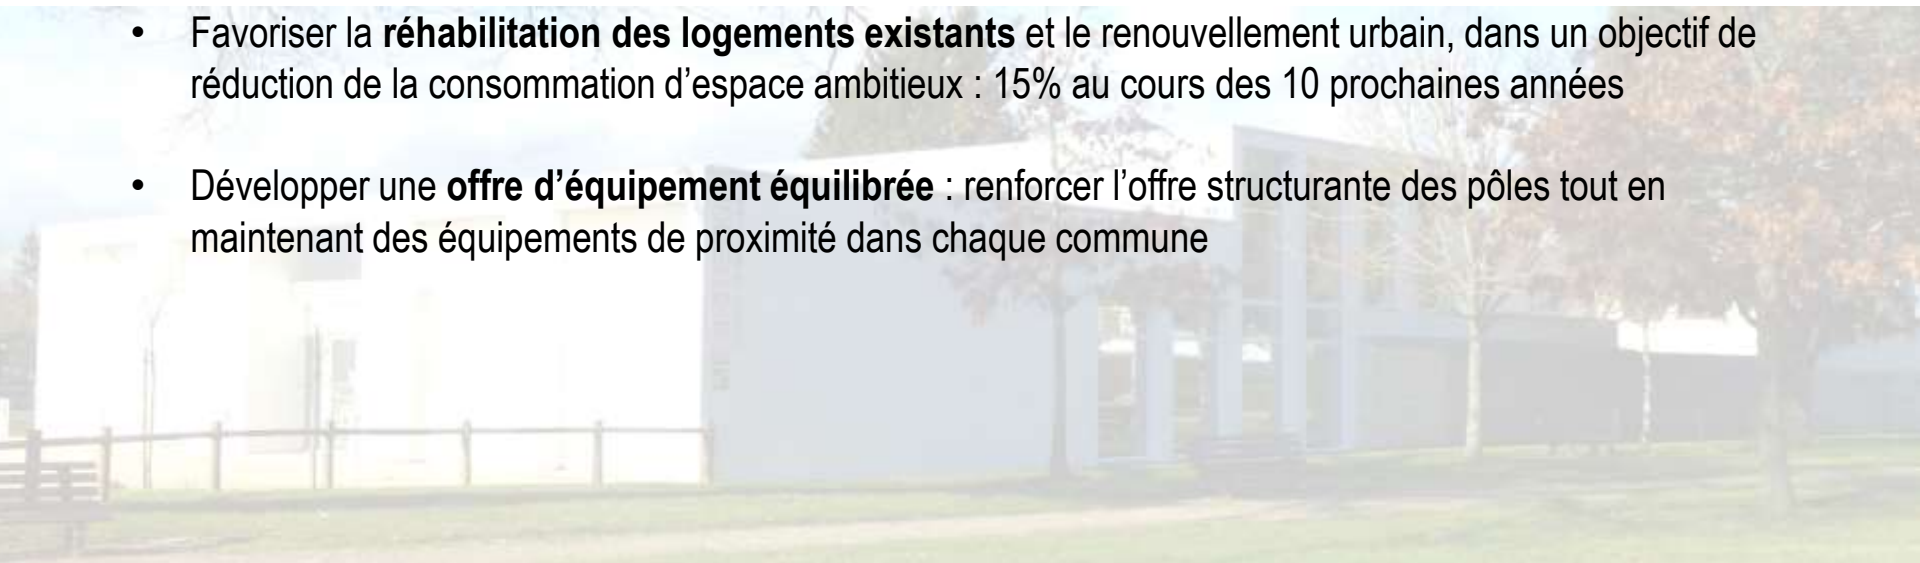 • Favoriser la réhabilitation des logements existants et le renouvellement urbain, dans un objectif de
réduction de la consommation d’espace ambitieux : 15% au cours des 10 prochaines années
• Développer une offre d’équipement équilibrée : renforcer l’offre structurante des pôles tout en
maintenant des équipements de proximité dans chaque commune